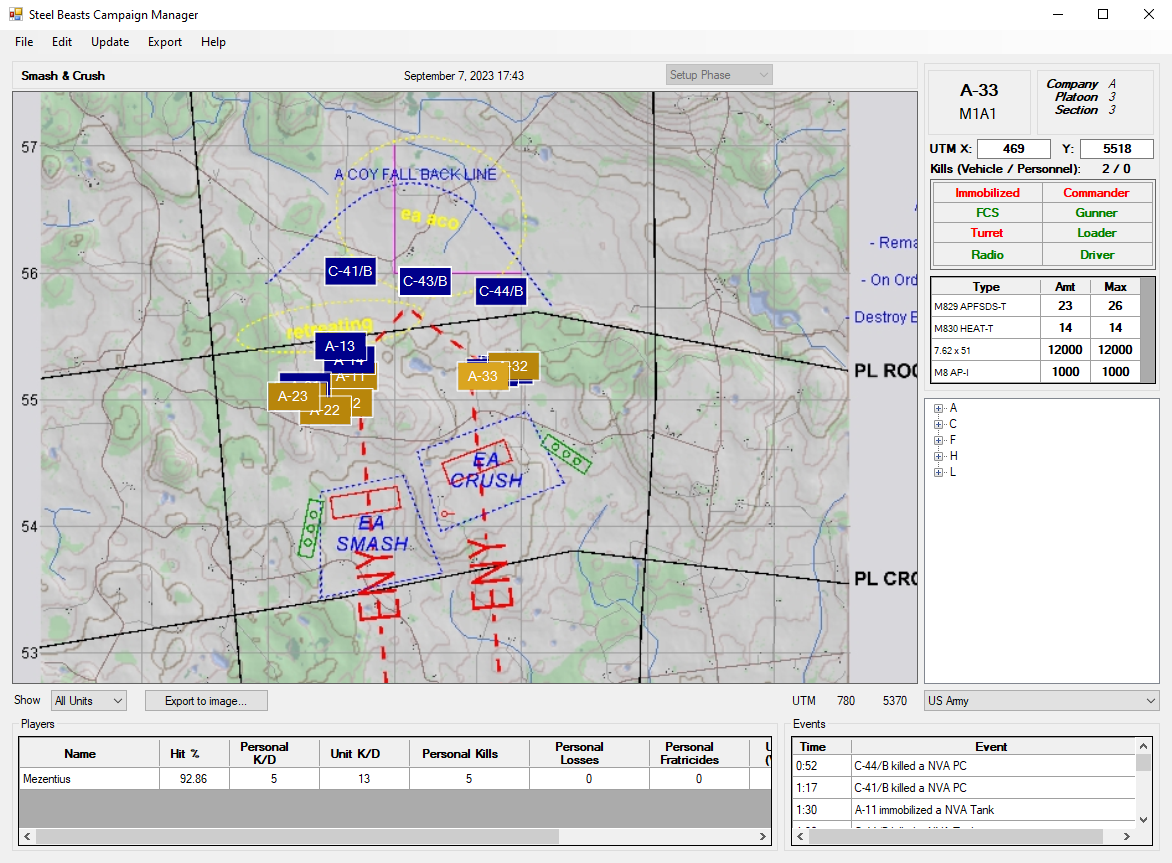 Steel Beasts Campaign Manager
File Edit Update Export Help
Smash & Crush September 7, 2023 17:43 Setup Phase
57
A COY FALL BACK LINE
ea aco
- Rema
56
C-41/B
C-43/B
C-44/B
- On Ord
retreating
- Destroy E
A-13
A-11
A-33
32
PL ROC
55
A-23
A-22
2
EA
CRUSH
54
EA
SMASH
ENY
ENY
PL CRO
53
A-33
M1A1
Company A
Platoon 3
Section 3
UTM X: 469 Y: 5518
Kills (Vehicle / Personnel): 2 / 0
Immobilized Commander
FCS Gunner
Turret Loader
Radio Driver
Type Amt Max
M829 APFSDS-T 23 26
M830 HEAT-T 14 14
7.62 x 51 12000 12000
M8 AP-I 1000 1000
A
C
F
H
L
Show All Units Export to image... UTM 780 5370 US Army
Players
Name Hit % Personal K/D Unit K/D Personal Kills Personal Losses Personal Fratricides
Mezentius 92.86 5 13 5 0 0
Events
Time Event
0:52 C-44/B killed a NVA PC
1:17 C-41/B killed a NVA PC
1:30 A-11 immobilized a NVA Tank